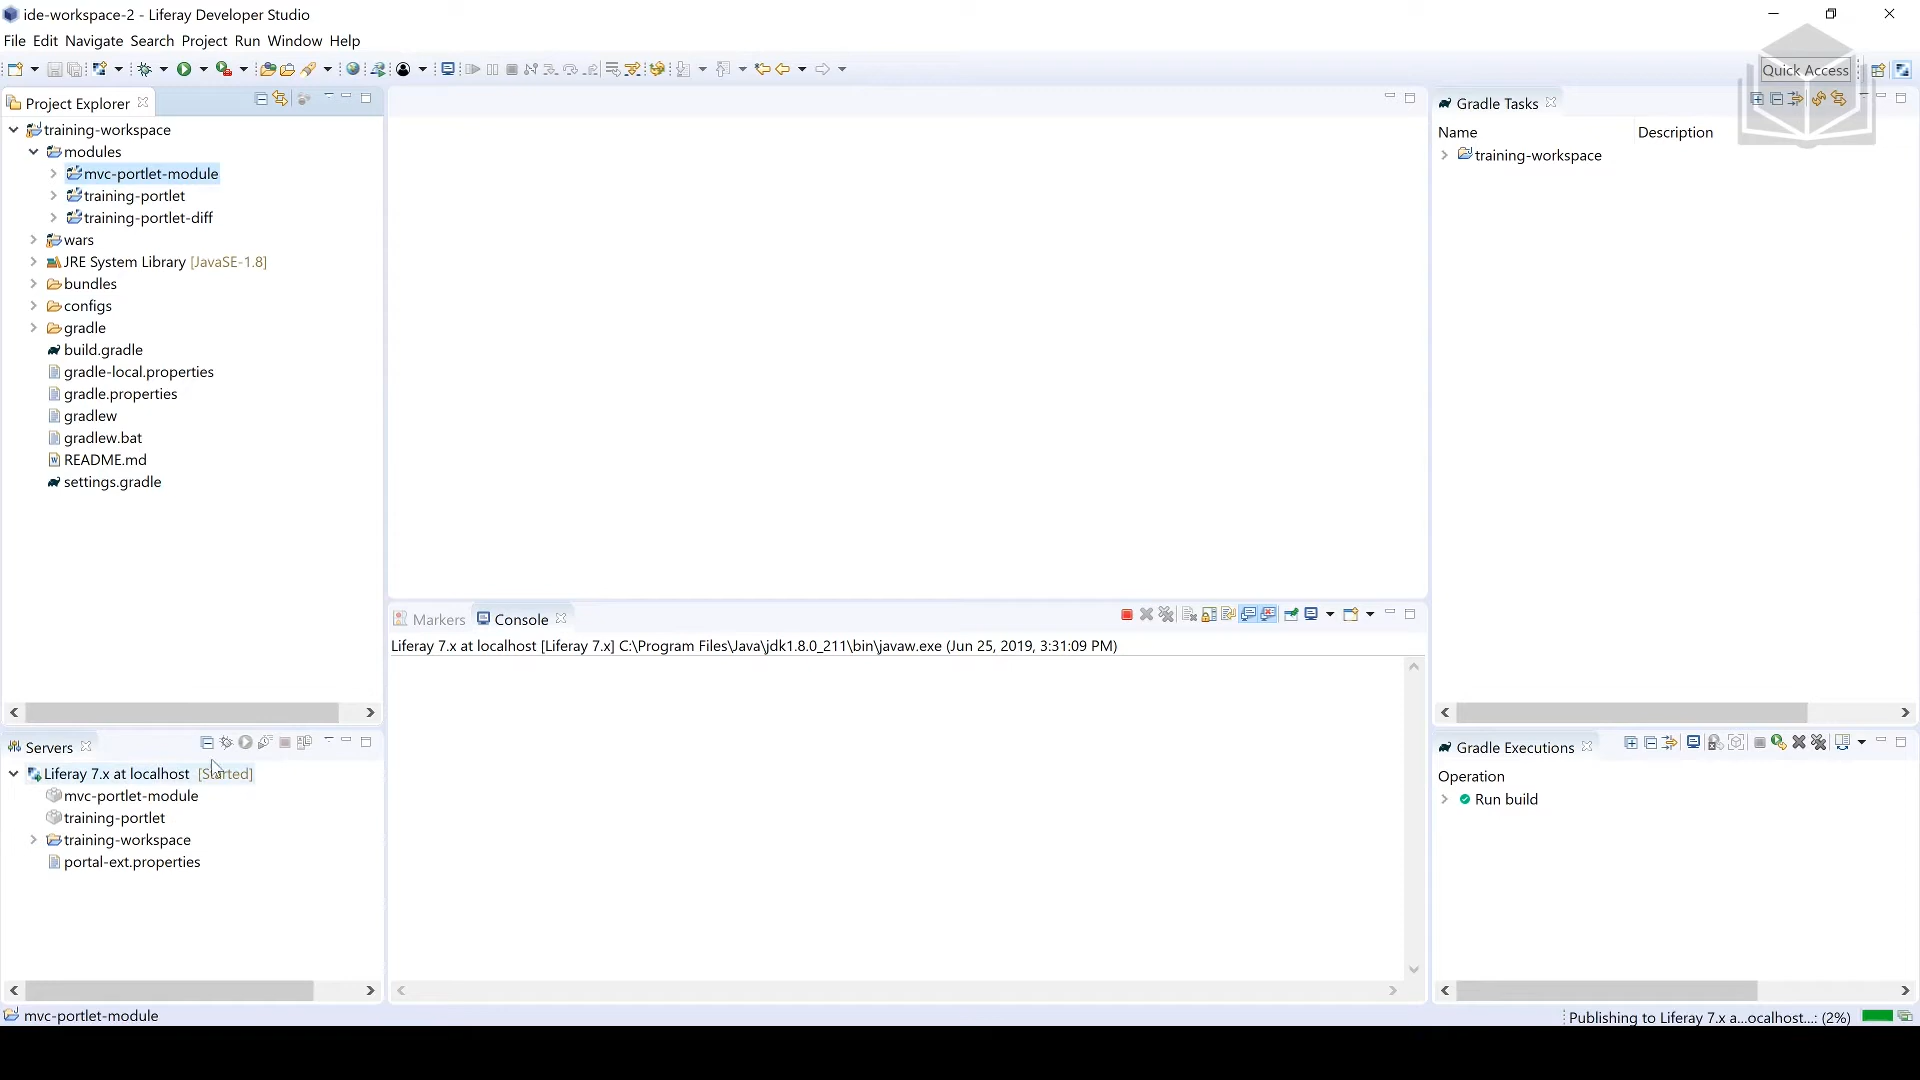 ide-workspace-2 - Liferay Developer Studio
File Edit Navigate Search Project Run Window Help
Quick Access
Project Explorer
training-workspace
modules
mvc-portlet-module
training-portlet
training-portlet-diff
wars
JRE System Library [JavaSE-1.8]
bundles
configs
gradle
build.gradle
gradle-local.properties
gradle.properties
gradlew
gradlew.bat
README.md
settings.gradle
Servers
Liferay 7.x at localhost [Started]
mvc-portlet-module
training-portlet
training-workspace
portal-ext.properties
Markers Console
Liferay 7.x at localhost [Liferay 7.x] C:\Program Files\Java\jdk1.8.0_211\bin\javaw.exe (Jun 25, 2019, 3:31:09 PM)
Gradle Tasks
Name Description
training-workspace
Gradle Executions
Operation
Run build
mvc-portlet-module
Publishing to Liferay 7.x a...ocalhost...: (2%)